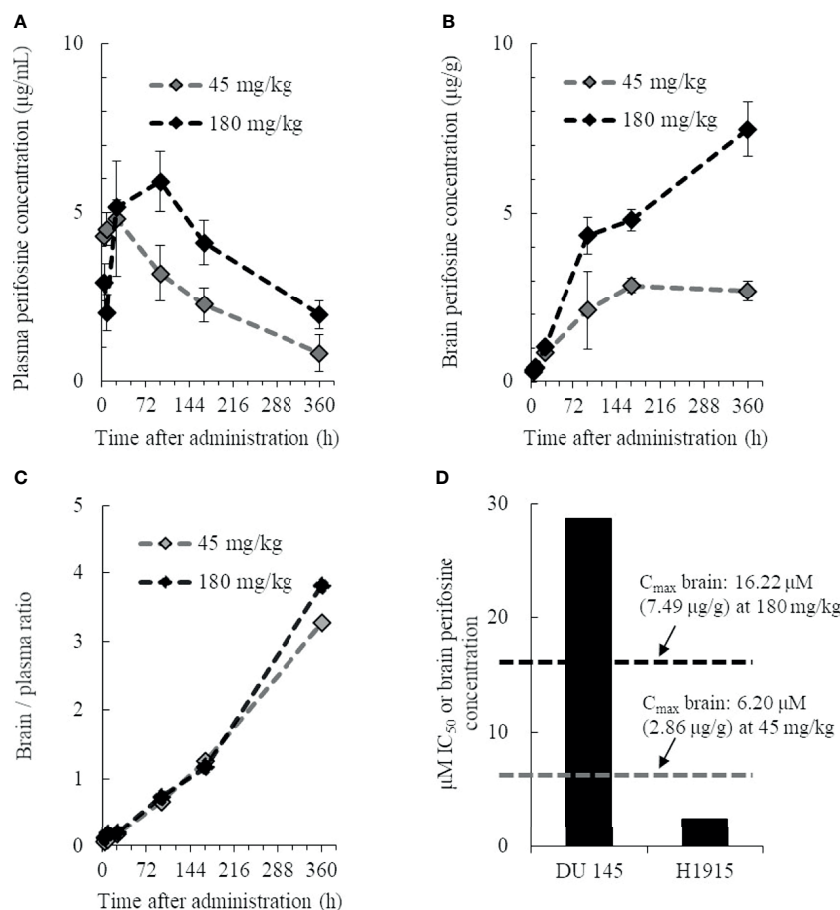 A
Plasma perifosine concentration (µg/mL)
10
5
0
45 mg/kg
180 mg/kg
0 72 144 216 288 360
Time after administration (h)
B
Brain perifosine concentration (µg/g)
10
5
0
45 mg/kg
180 mg/kg
0 72 144 216 288 360
Time after administration (h)
C
Brain / plasma ratio
5
4
3
2
1
0
45 mg/kg
180 mg/kg
0 72 144 216 288 360
Time after administration (h)
D
µM IC50 or brain perifosine
concentration
30
20
10
0
Cmax brain: 16.22 µM
(7.49 µg/g) at 180 mg/kg
Cmax brain: 6.20 µM
(2.86 µg/g) at 45 mg/kg
DU 145 H1915